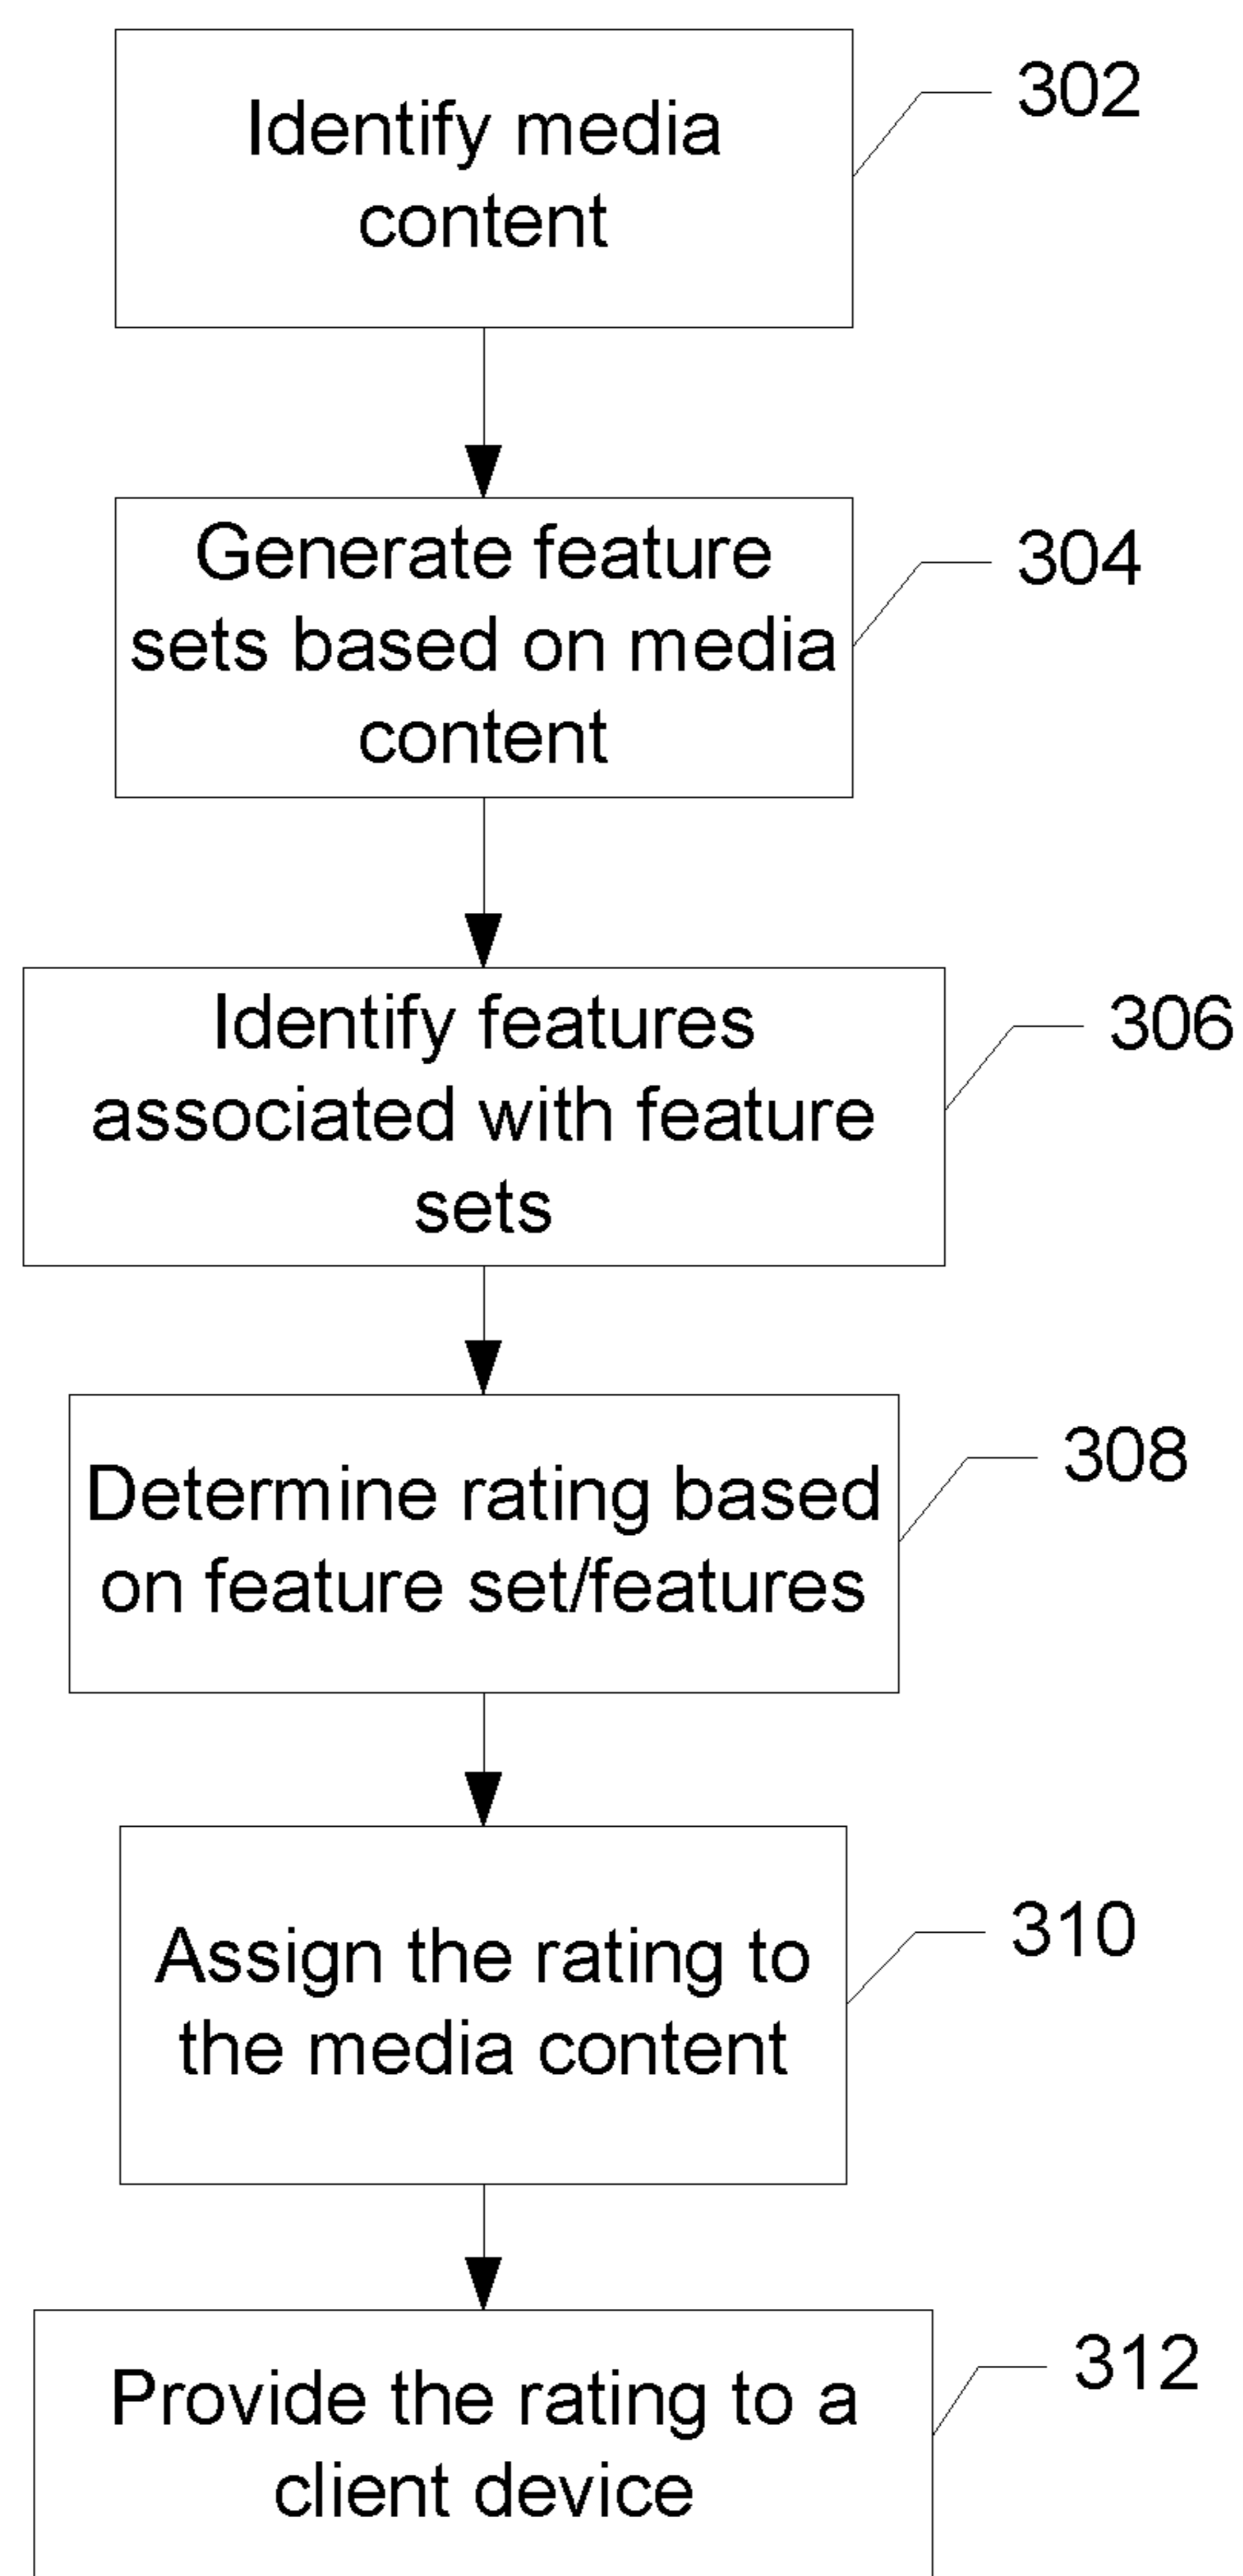 Identify media
content
302
Generate feature
sets based on media
content
304
Identify features
associated with feature
sets
306
Determine rating based
on feature set/features
308
Assign the rating to
the media content
310
Provide the rating to a
client device
312